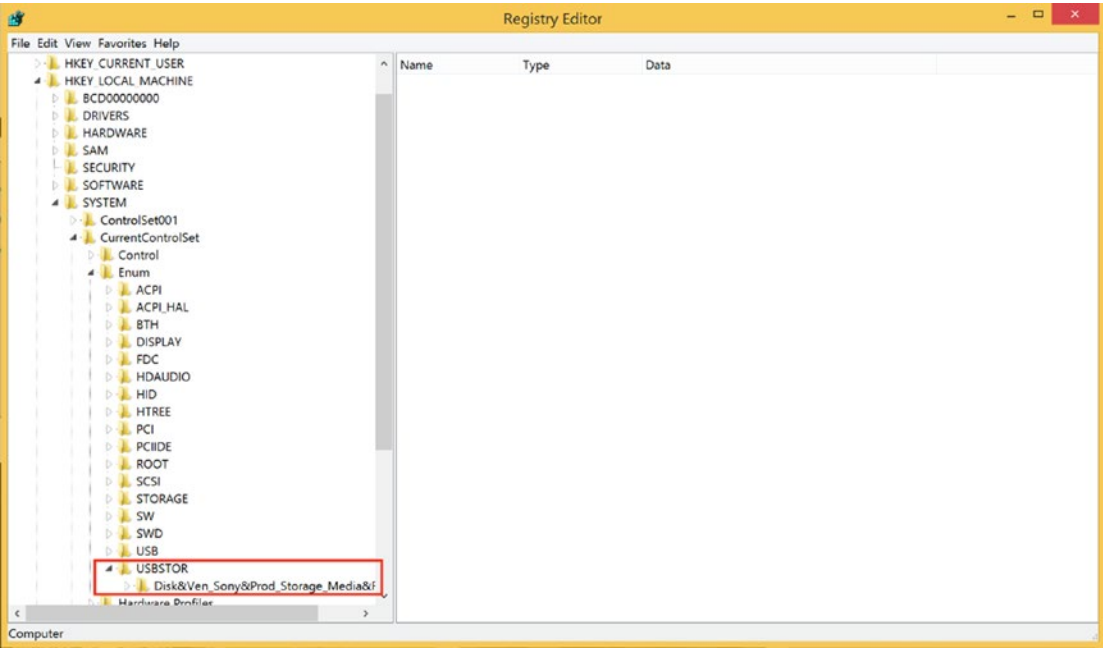 Registry Editor
File Edit View Favorites Help
HKEY_CURRENT_USER
HKEY_LOCAL_MACHINE
BCD00000000
DRIVERS
HARDWARE
SAM
SECURITY
SOFTWARE
SYSTEM
ControlSet001
CurrentControlSet
Control
Enum
ACPI
ACPI_HAL
BTH
DISPLAY
FDC
HDAUDIO
HID
HTREE
PCI
PCIIDE
ROOT
SCSI
STORAGE
SW
SWD
USB
USBSTOR
Disk&Ven_Sony&Prod_Storage_Media&
Hardware Profiles
Name Type Data
Computer